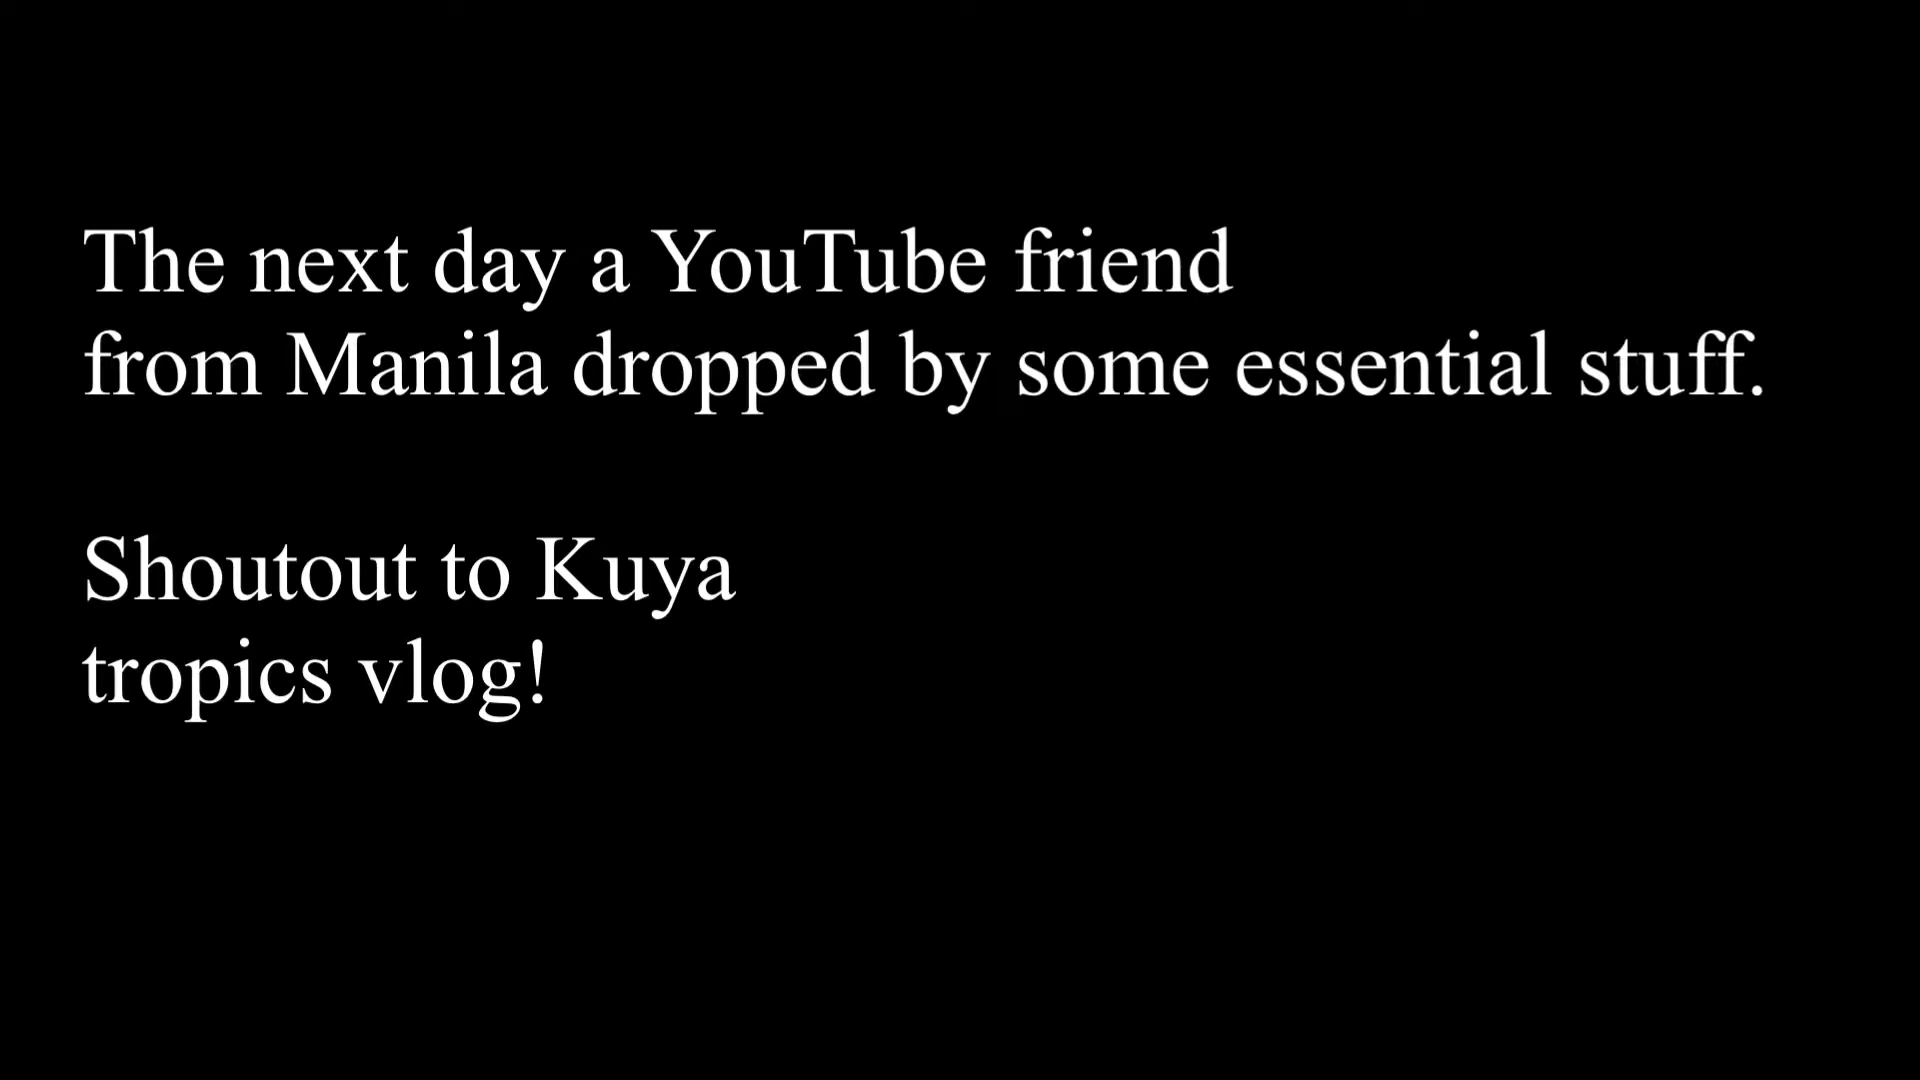 The next day a YouTube friend
from Manila dropped by some essential stuff.
Shoutout to Kuya
tropics vlog!